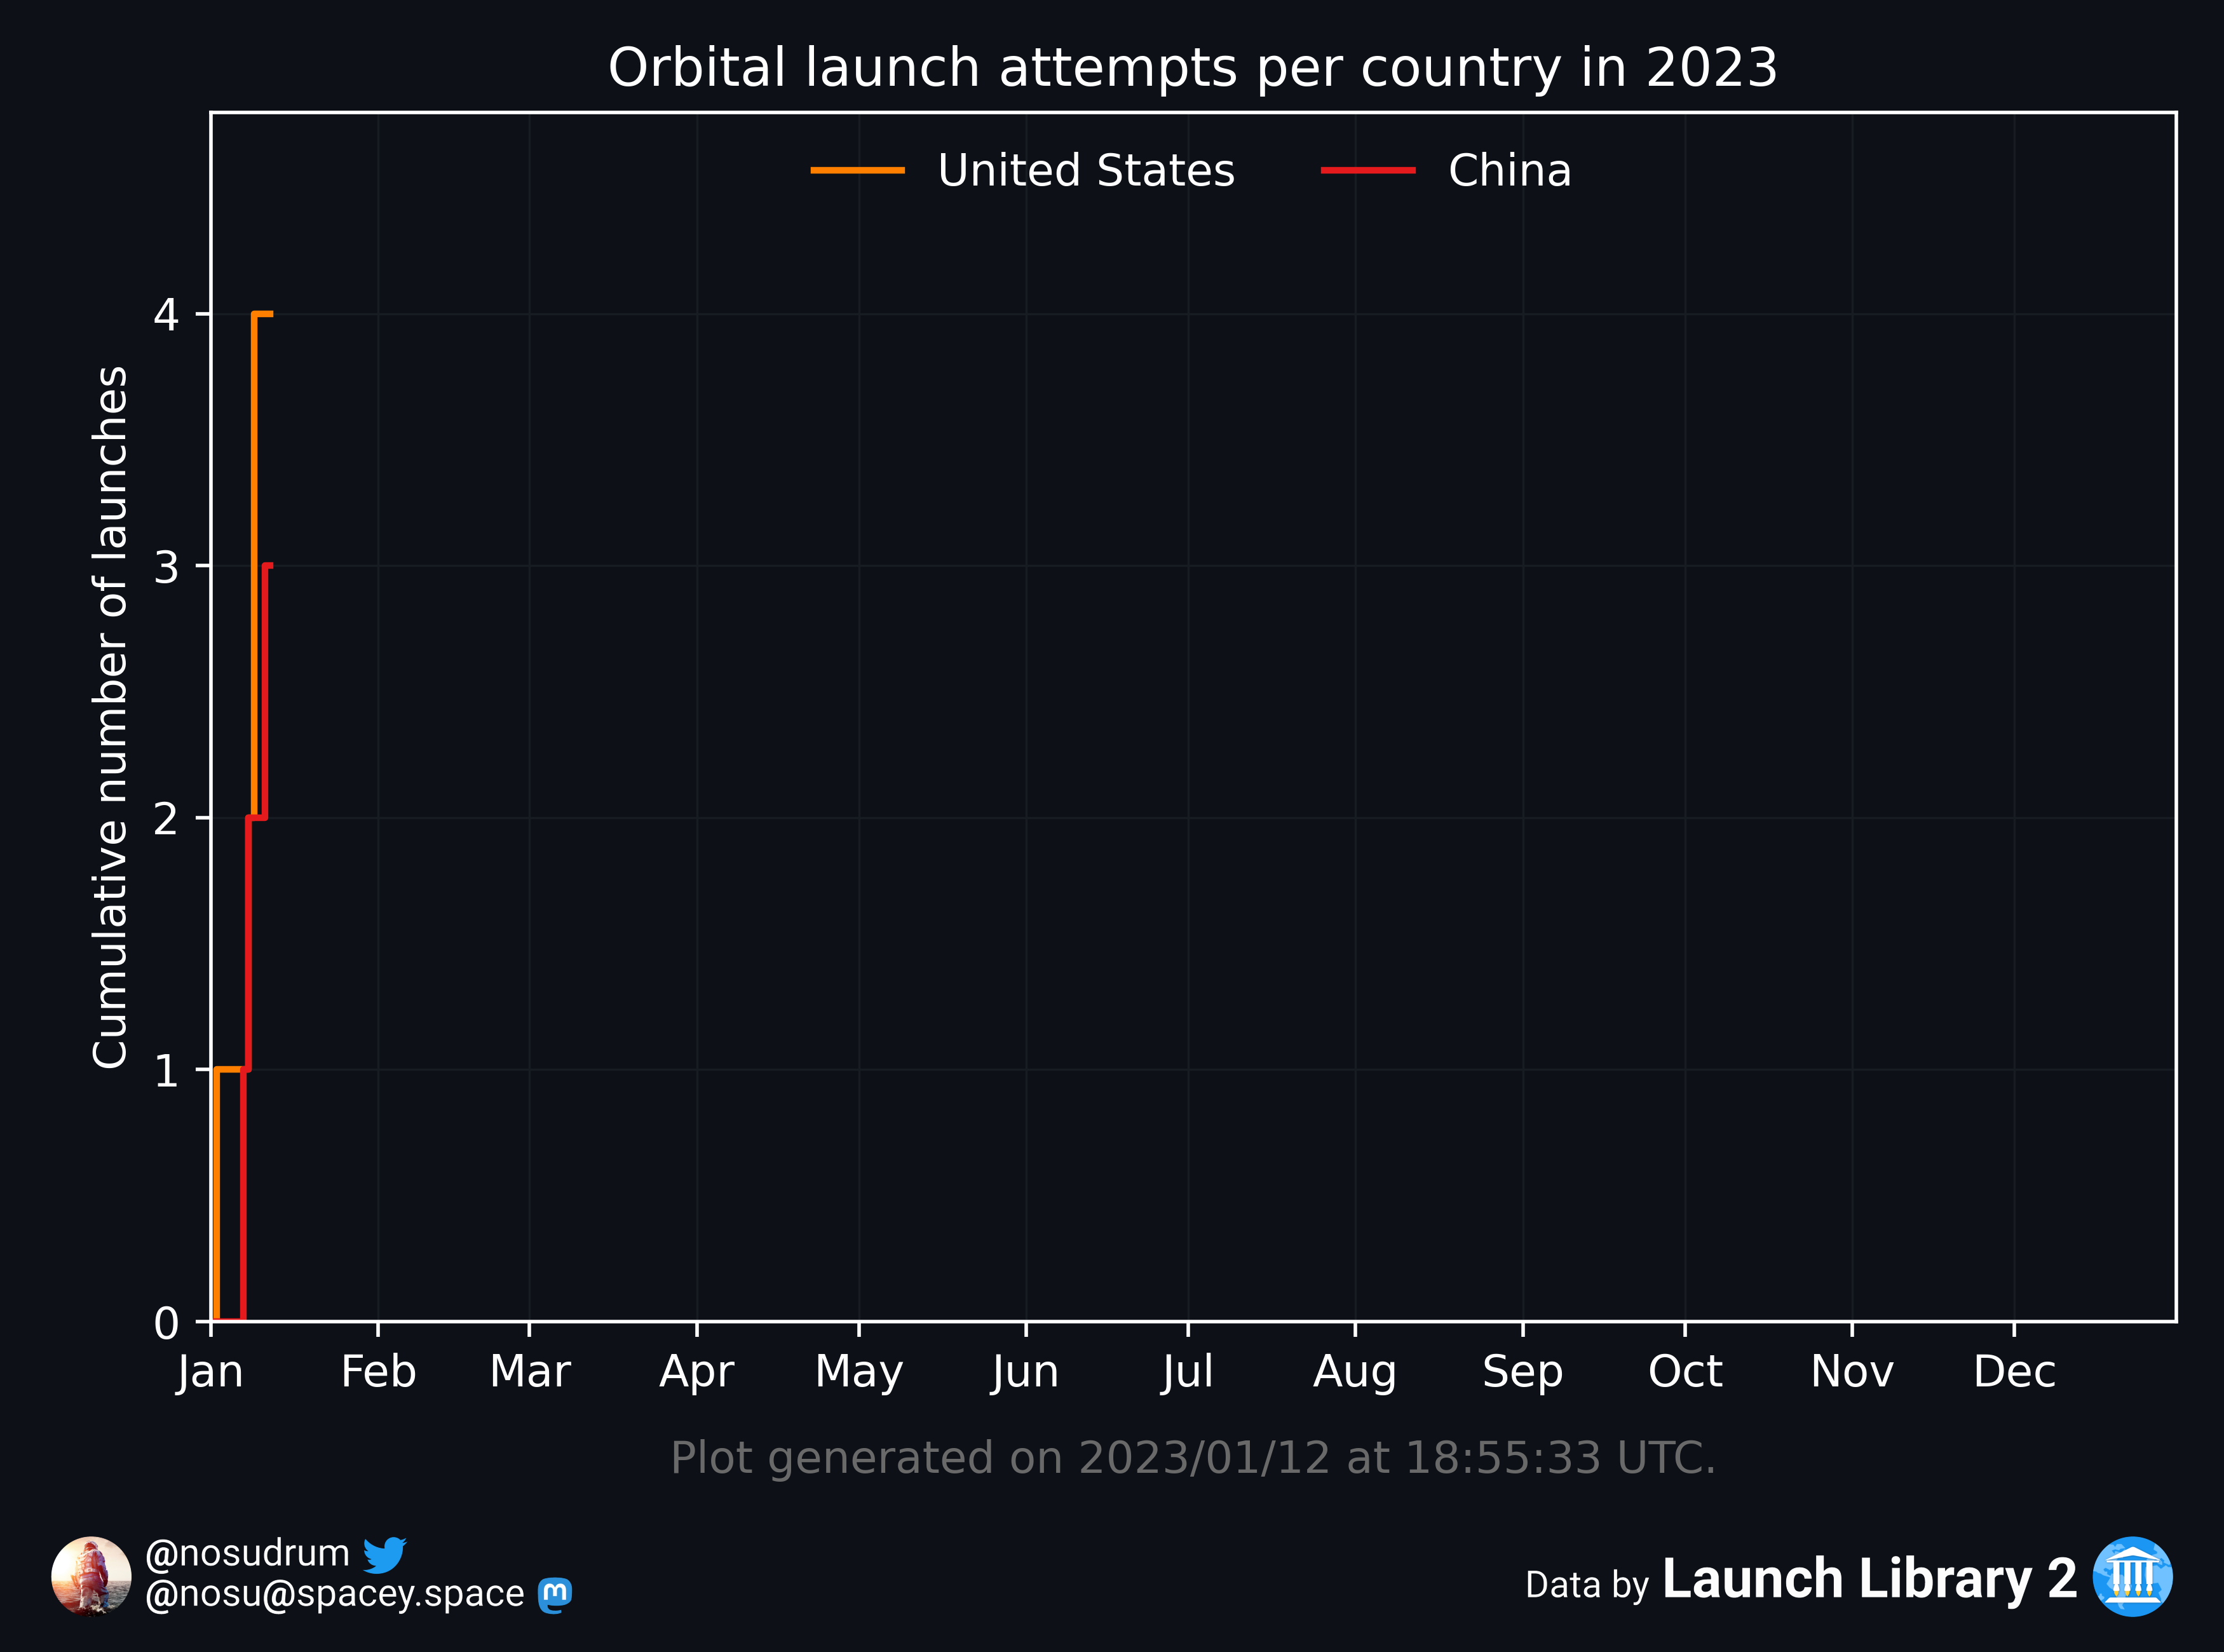 Orbital launch attempts per country in 2023
United States
China
Cumulative number of launches
4
3
2
1
0
Jan Feb Mar Apr May Jun Jul Aug Sep Oct Nov Dec
Plot generated on 2023/01/12 at 18:55:33 UTC.
@nosudrum
@nosu@spacey.space
Data by Launch Library 2